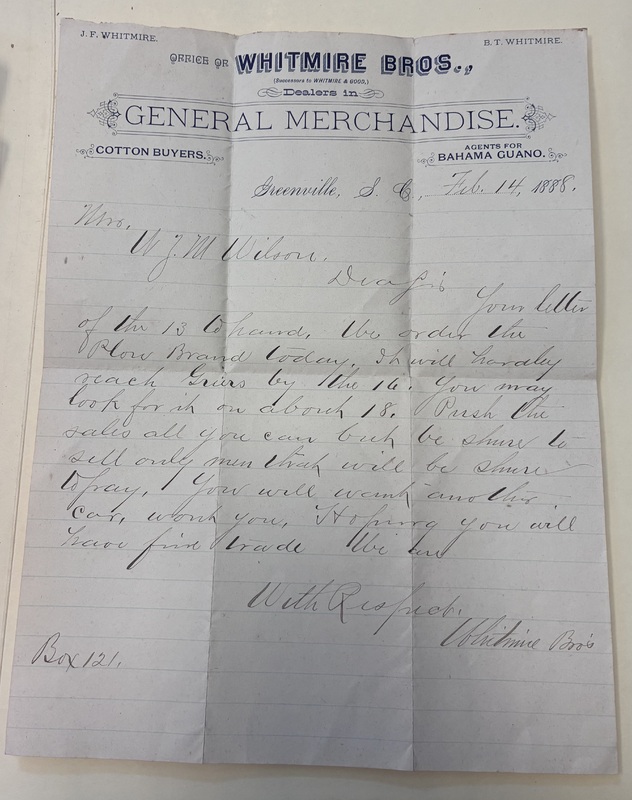 J. F. WHITMIRE.
B. T. WHITMIRE.
OFFICE OF WHITMIRE BROS.,
(Successors to WHITMIRE & GOOD,)
Dealers in
GENERAL MERCHANDISE.
COTTON BUYERS.
AGENTS FOR
BAHAMA GUANO.
Greenville, S. C., Feb. 14, 1888.
Mrs.
W J. M Wilson.
Dear Sir
Your letter
of the 13 to hand. We order the
Plow Brand today. It will hardley
reach Griers by the 16. You may
look for it on about 18. Push the
sales all you can but be shure to
sell only men that will be shure
to pay. You will want another
car, wont you. Hoping you will
have fine trade We are
With Respect.
Whitmire Bro's
Box 121.